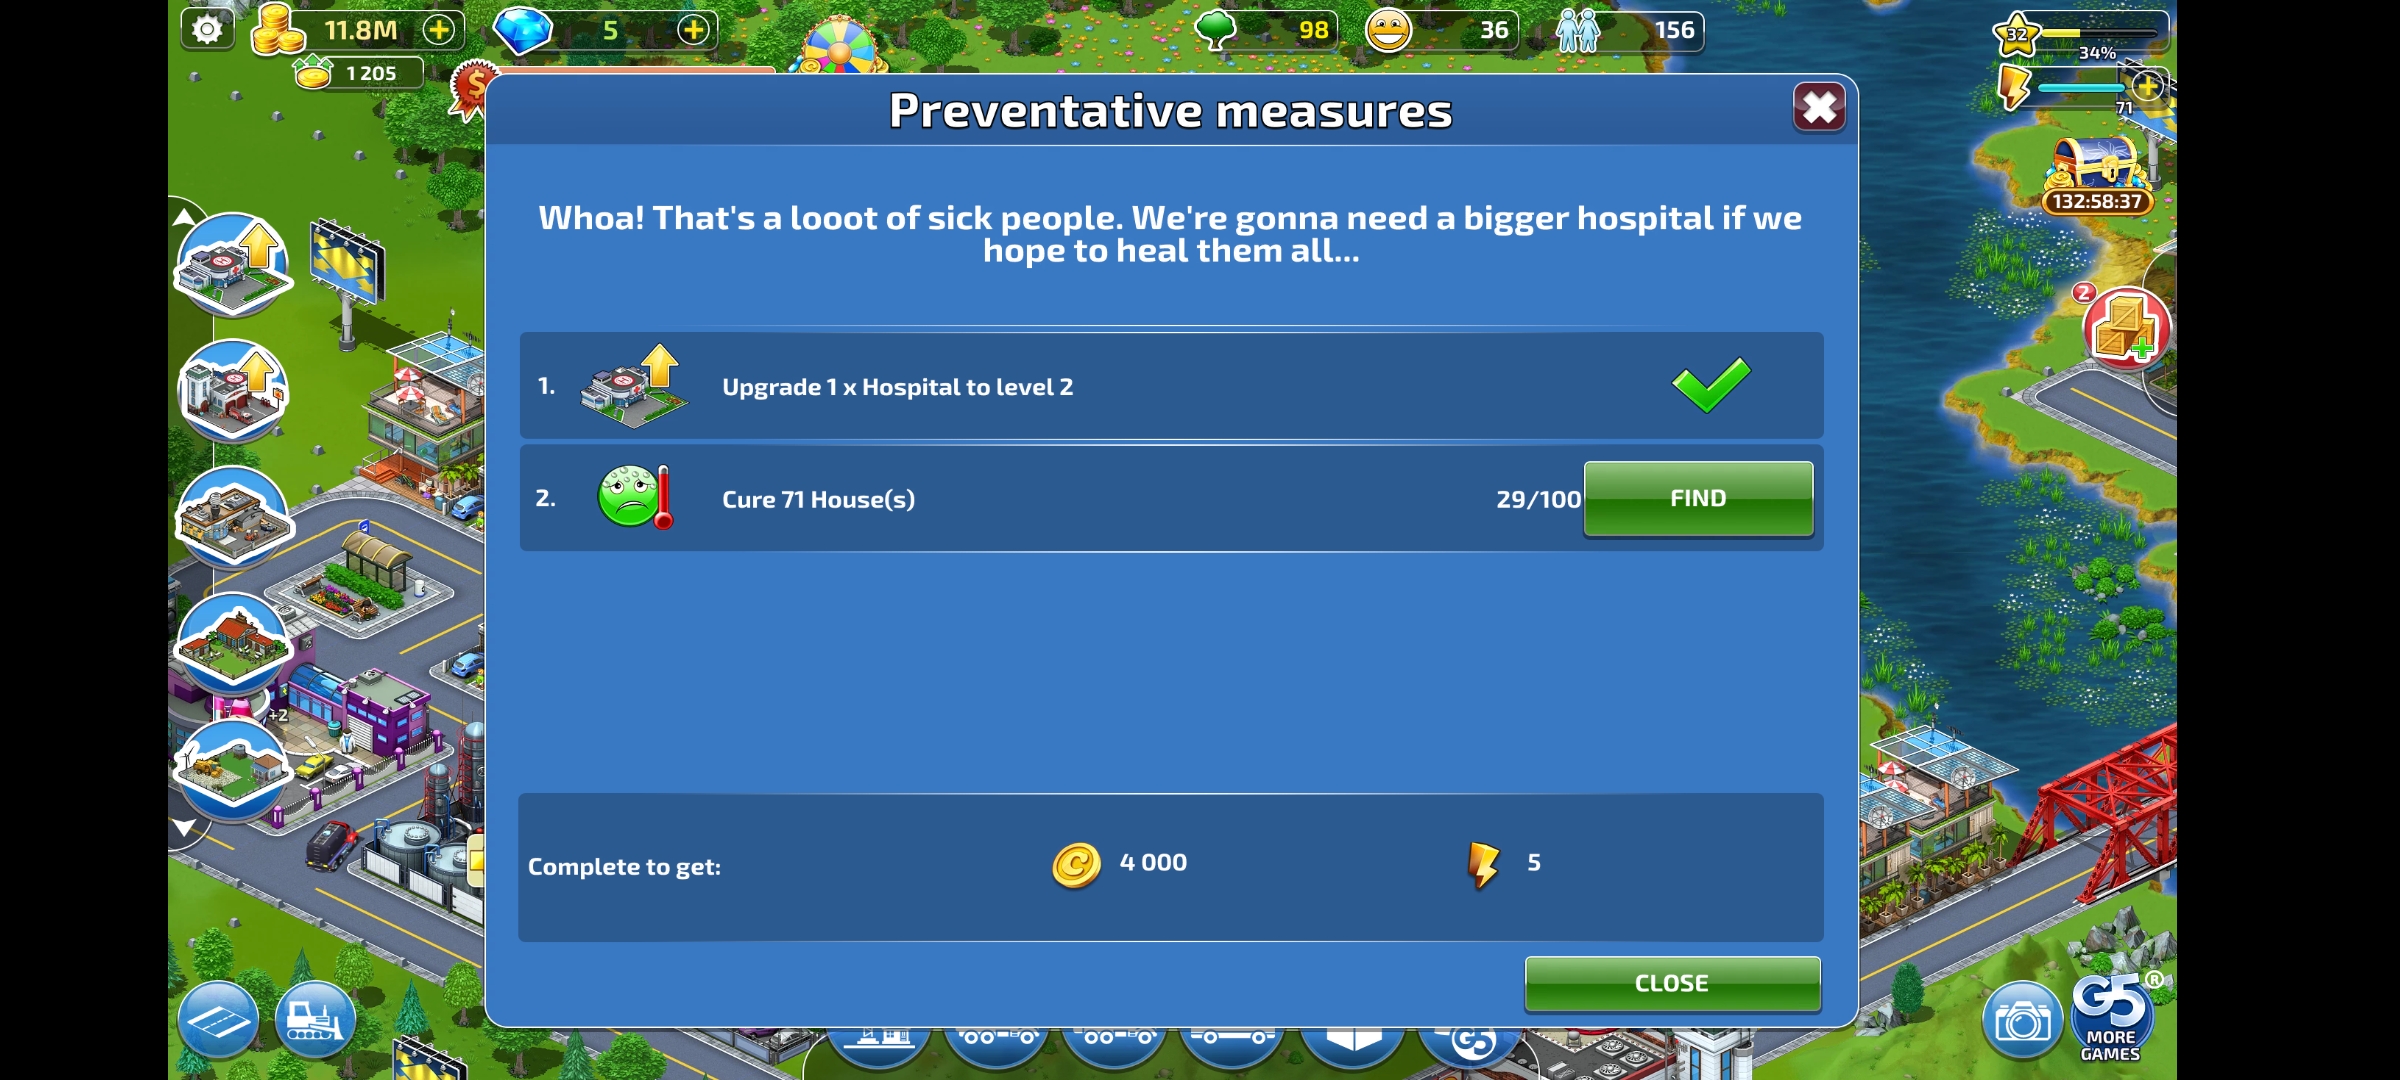 11.8M
5
98
36
156
32
34%
1 205
$
71
Preventative measures
132:58:37
Whoa! That's a looot of sick people. We're gonna need a bigger hospital if we
hope to heal them all...
2
1.
Upgrade 1 x Hospital to level 2
2.
Cure 71 House(s)
29/100
FIND
+2
Complete to get:
4 000
5
CLOSE
G5
G5®
MORE
GAMES